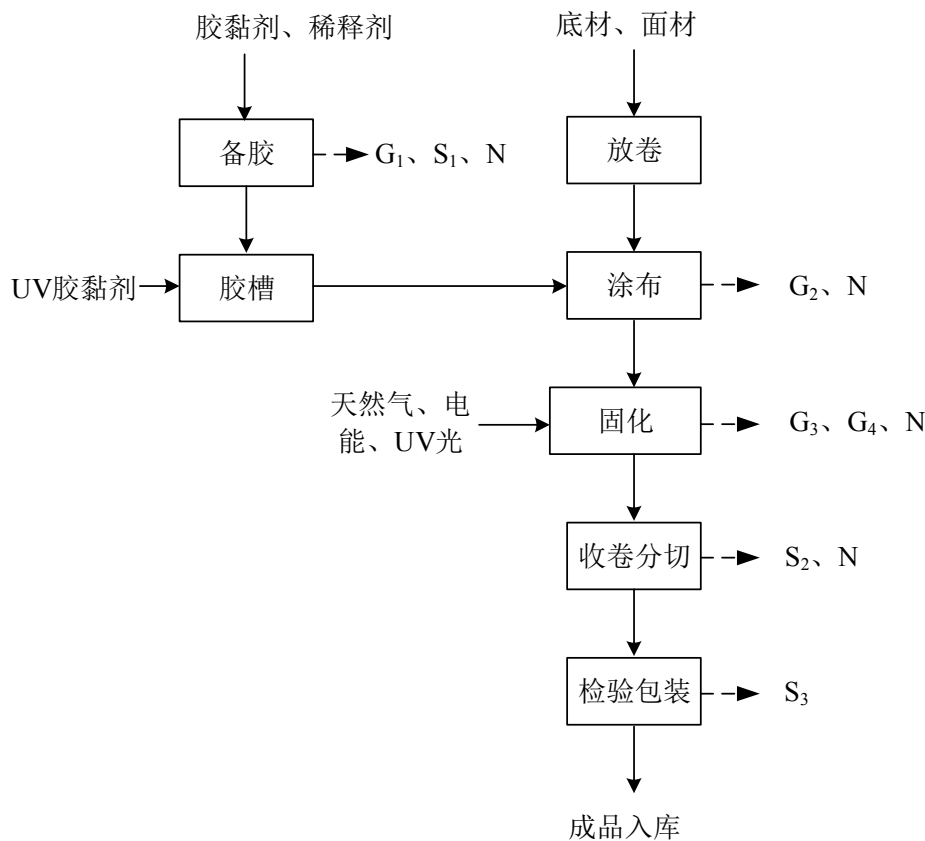 胶黏剂、稀释剂
底材、面材
备胶
G₁、S₁、N
放卷
UV胶黏剂
胶槽
涂布
G₂、N
天然气、电
能、UV光
固化
G₃、G₄、N
收卷分切
S₂、N
检验包装
S₃
成品入库